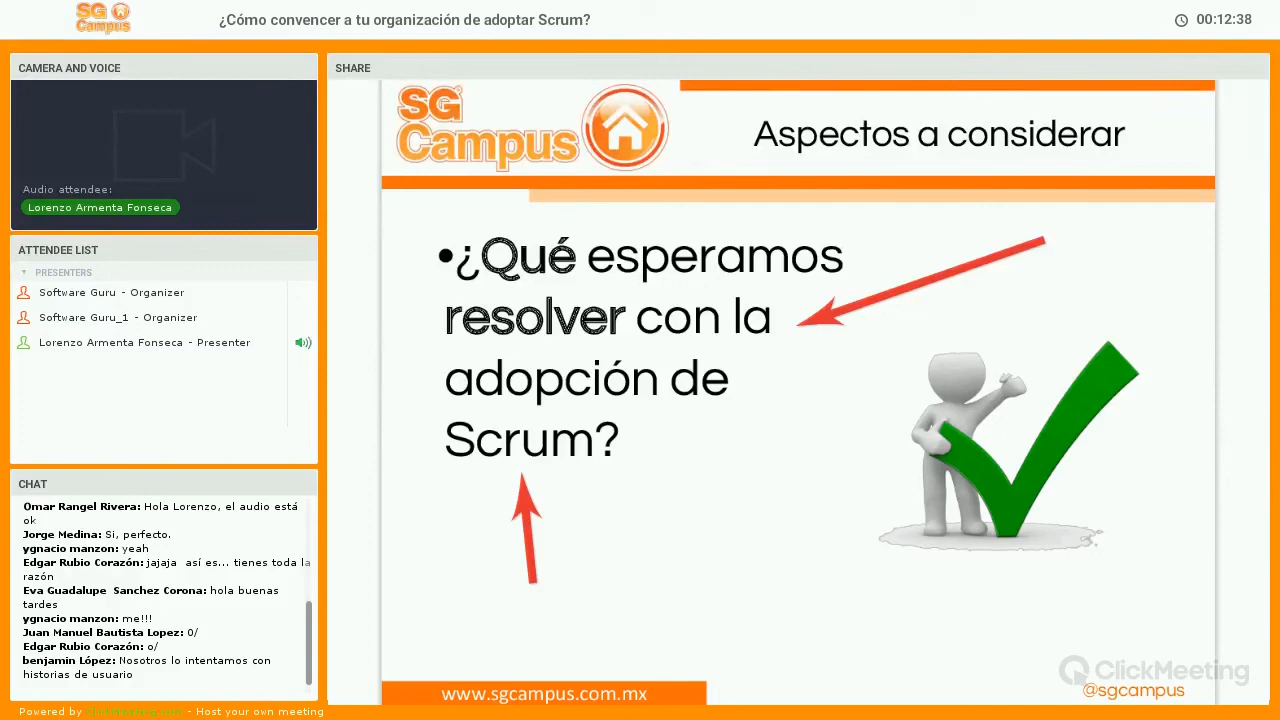 SG
Campus
¿Cómo convencer a tu organización de adoptar Scrum?
00:12:38
CAMERA AND VOICE
Audio attendee:
Lorenzo Armenta Fonseca
ATTENDEE LIST
PRESENTERS
Software Guru - Organizer
Software Guru_1 - Organizer
Lorenzo Armenta Fonseca - Presenter
CHAT
Omar Rangel Rivera: Hola Lorenzo, el audio está
ok
Jorge Medina: Si, perfecto.
ygnacio manzon: yeah
Edgar Rubio Corazón: jajaja así es... tienes toda la
razón
Eva Guadalupe Sanchez Corona: hola buenas
tardes
ygnacio manzon: me!!!
Juan Manuel Bautista Lopez: 0/
Edgar Rubio Corazón: o/
benjamin López: Nosotros lo intentamos con
historias de usuario
Powered by ClickMeeting.com - Host your own meeting
SHARE
SG
Campus
Aspectos a considerar
•¿Qué esperamos
resolver con la
adopción de
Scrum?
ClickMeeting
@sgcampus
www.sgcampus.com.mx